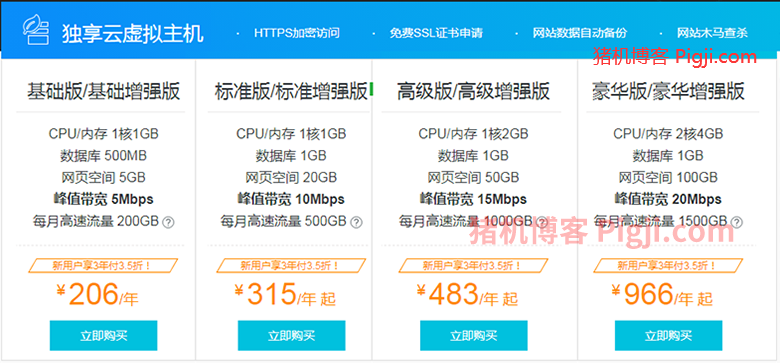 独享云虚拟主机
· HTTPS加密访问
· 免费SSL证书申请
· 网站数据自动备份
· 网站木马查杀
猪机博客 Pigji.com
基础版/基础增强版
CPU/内存 1核1GB
数据库 500MB
网页空间 5GB
峰值带宽 5Mbps
每月高速流量 200GB ?
新用户享3年付3.5折！
¥206/年
立即购买
标准版/标准增强版
CPU/内存 1核1GB
数据库 1GB
网页空间 20GB
峰值带宽 10Mbps
每月高速流量 500GB ?
新用户享3年付3.5折！
¥315/年 起
立即购买
高级版/高级增强版
CPU/内存 1核2GB
数据库 1GB
网页空间 50GB
峰值带宽 15Mbps
每月高速流量 1000GB ?
新用户享3年付3.5折！
¥483/年 起
立即购买
豪华版/豪华增强版
CPU/内存 2核4GB
数据库 1GB
网页空间 100GB
峰值带宽 20Mbps
每月高速流量 1500GB ?
新用户享3年付3.5折！
¥966/年 起
立即购买
猪机博客 Pigji.com